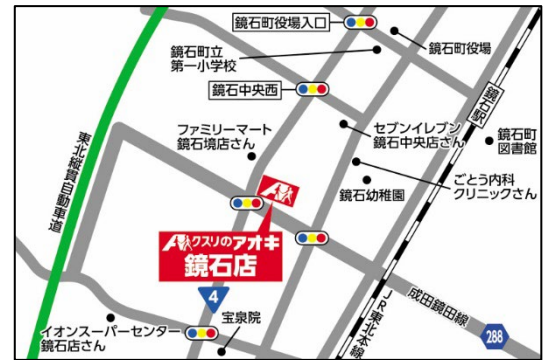 鏡石町役場入口
鏡石町役場
鏡石町立
第一小学校
鏡石中央西
鏡石駅
セブンイレブン
鏡石中央店さん
鏡石町
図書館
ファミリーマート
鏡石境店さん
東北縦貫自動車道
ごとう内科
クリニックさん
鏡石幼稚園
クスリのアオキ
鏡石店
4
成田鏡田線
288
JR東北本線
宝泉院
イオンスーパーセンター
鏡石店さん